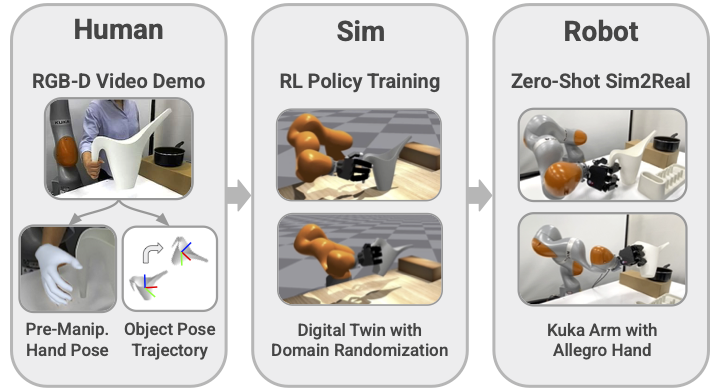 Human
RGB-D Video Demo
KUKA
Pre-Manip.
Hand Pose
Object Pose
Trajectory
Sim
RL Policy Training
Digital Twin with
Domain Randomization
Robot
Zero-Shot Sim2Real
Kuka Arm with
Allegro Hand